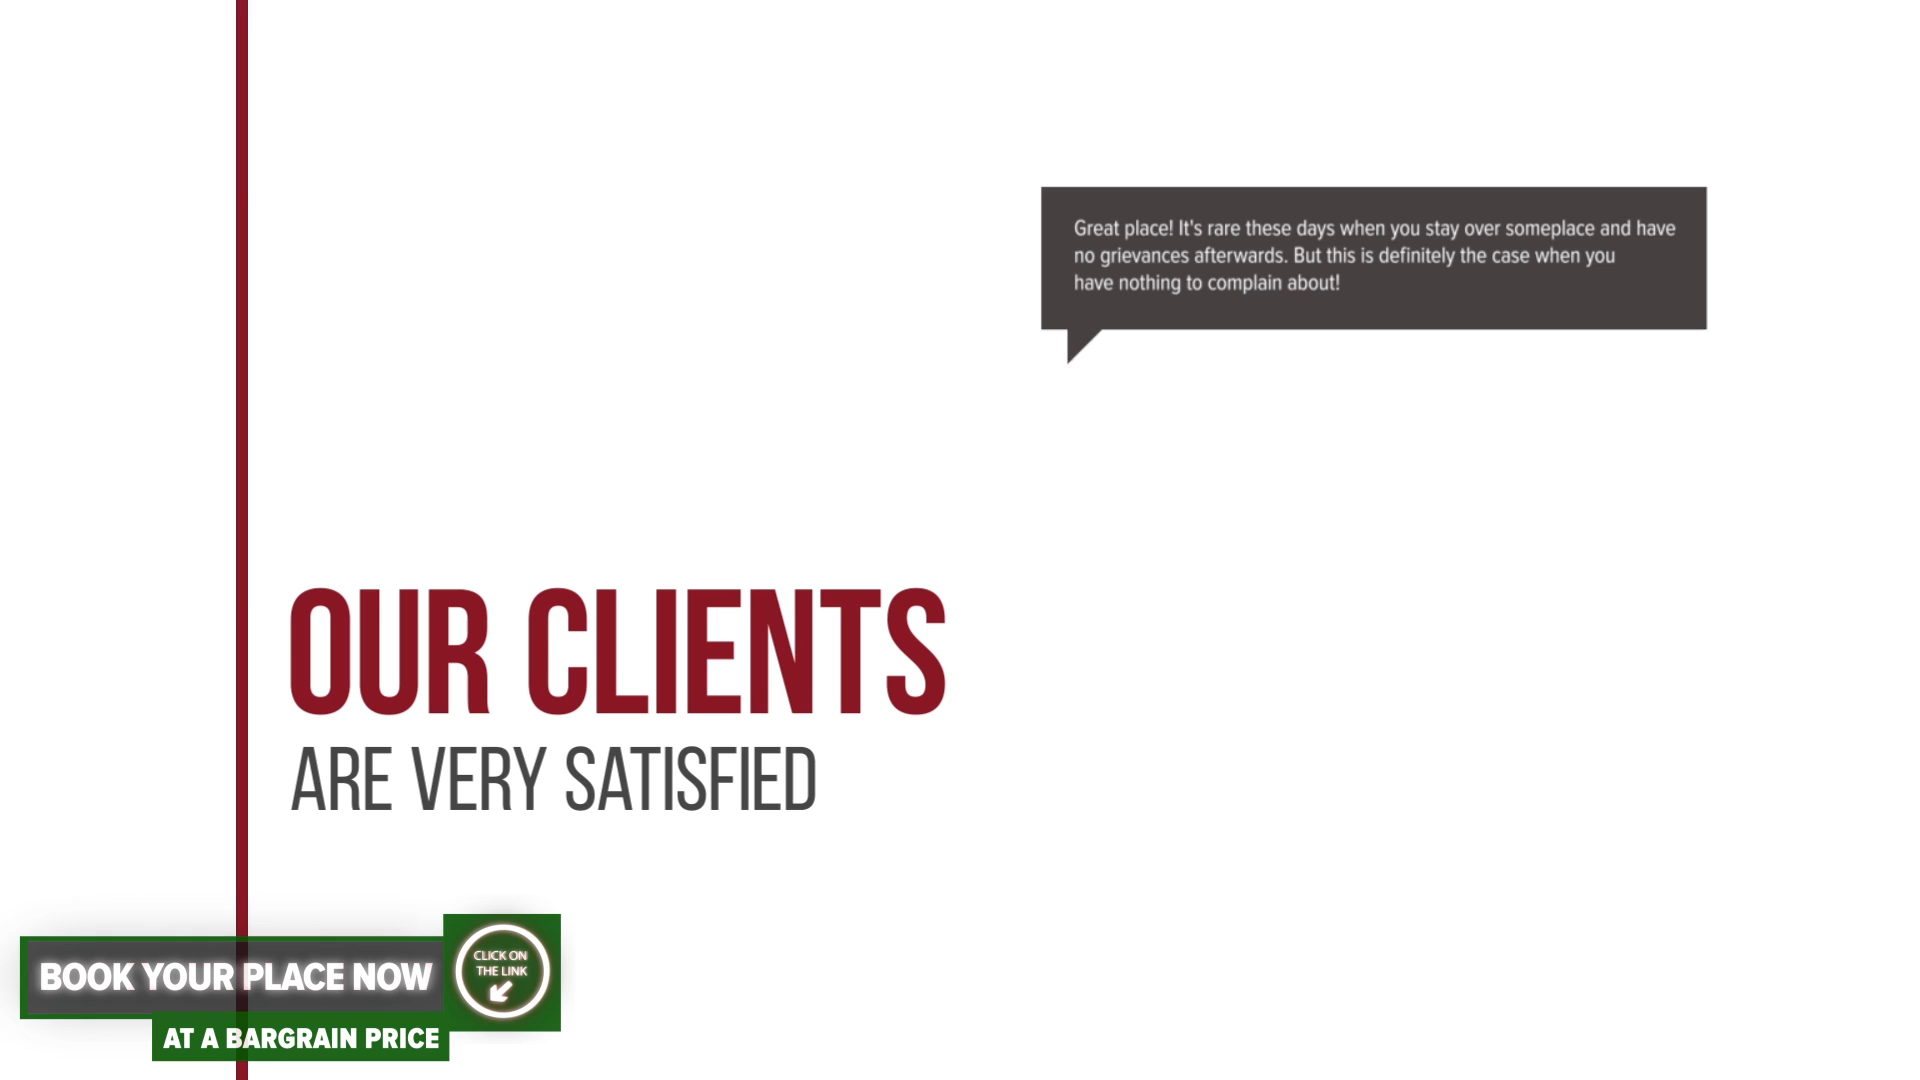 Great place! It's rare these days when you stay over someplace and have
no grievances afterwards. But this is definitely the case when you
have nothing to complain about!
OUR CLIENTS
ARE VERY SATISFIED
BOOK YOUR PLACE NOW
CLICK ON
THE LINK
AT A BARGRAIN PRICE